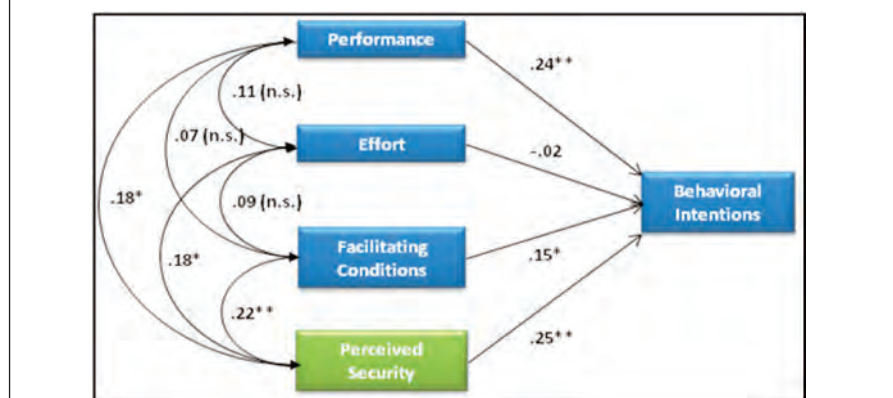 Performance
.24**
.11 (n.s.)
.07 (n.s.)
Effort
-.02
Behavioral
Intentions
.18*
.09 (n.s.)
Facilitating
Conditions
.18*
.15*
.22**
.25**
Perceived
Security